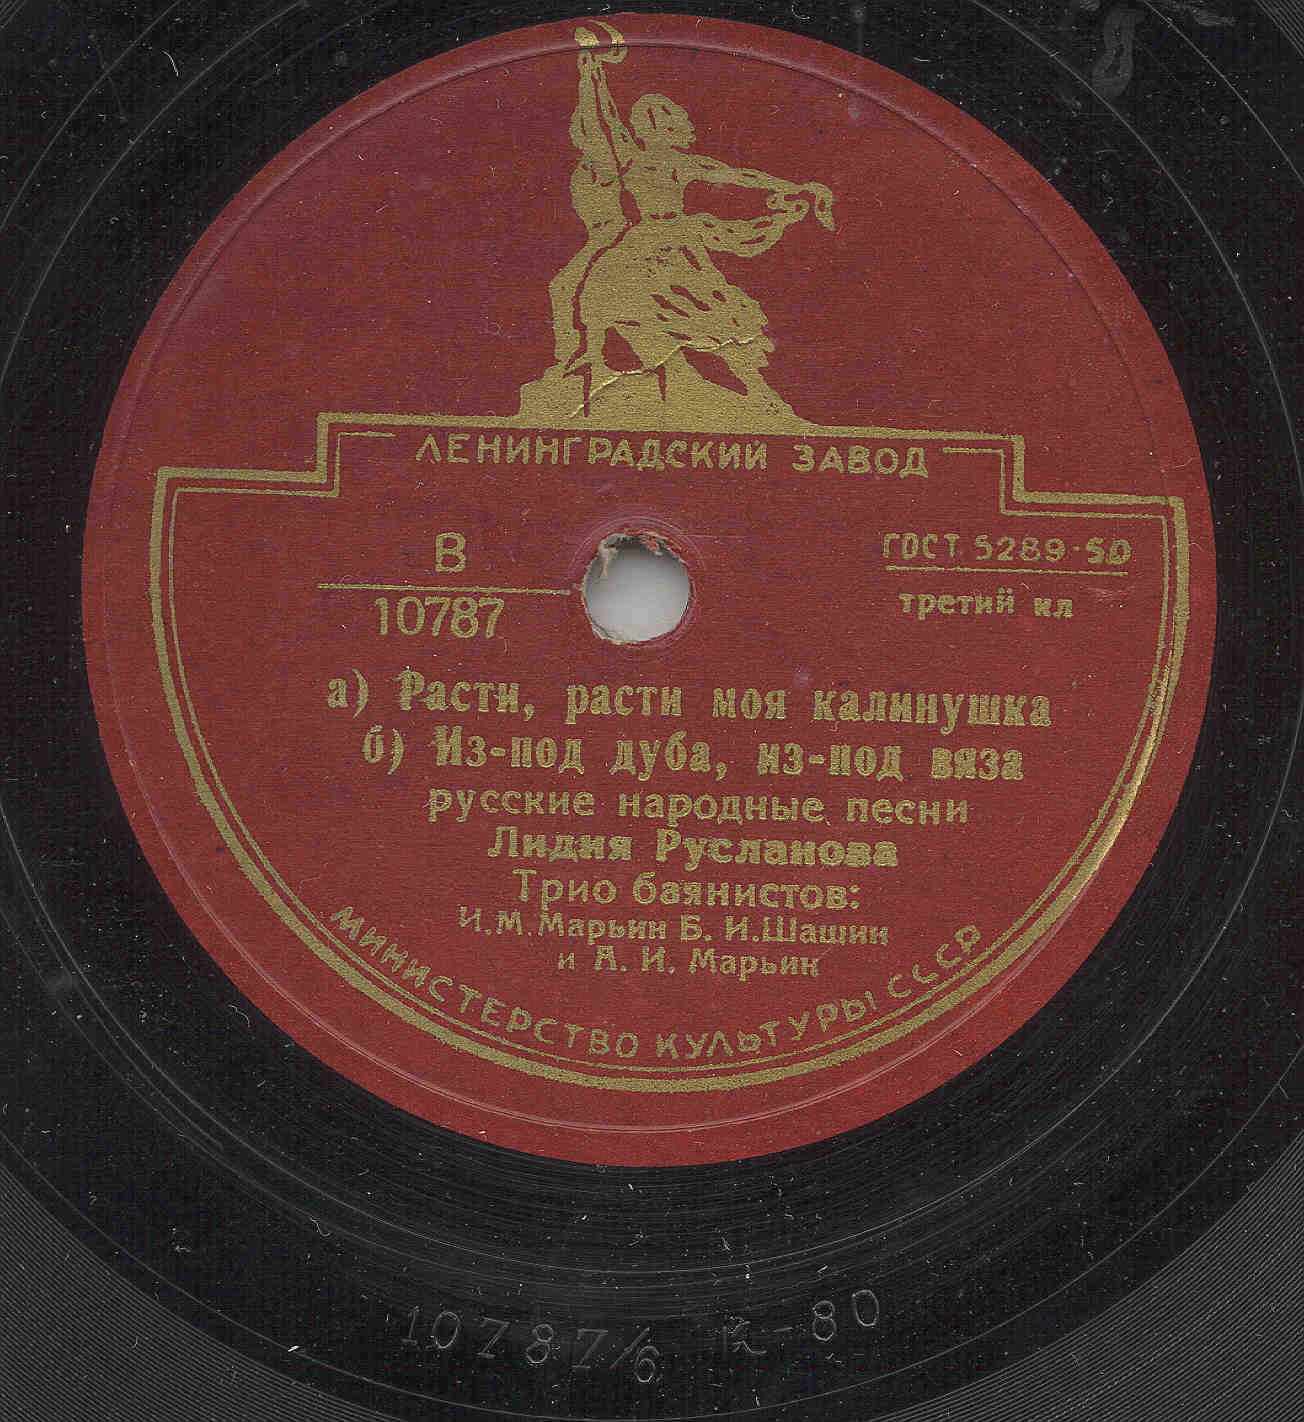 ЛЕНИНГРАДСКИЙ ЗАВОД
В
10787
ГОСТ 5289-50
третий кл
а) Расти, расти моя калинушка
б) Из-под дуба, из-под вяза
русские народные песни
Лидия Русланова
Трио баянистов:
И.М.Марьин Б. И.Шашин
и А. И. Марьин
МИНИСТЕРСТВО КУЛЬТУРЫ СССР
10787/6 К-80